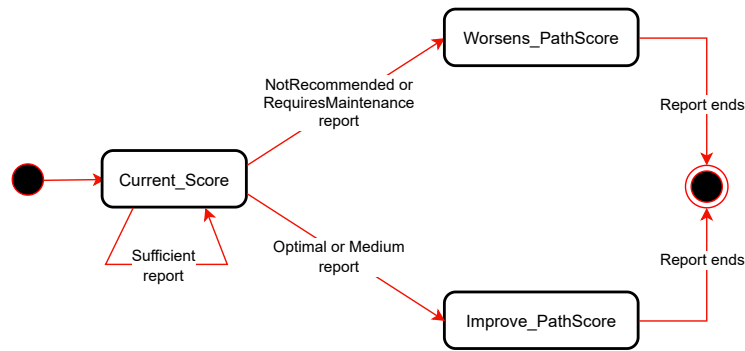 Worsens_PathScore
NotRecommended or
RequiresMaintenance
report
Report ends
Current_Score
Sufficient
report
Optimal or Medium
report
Report ends
Improve_PathScore